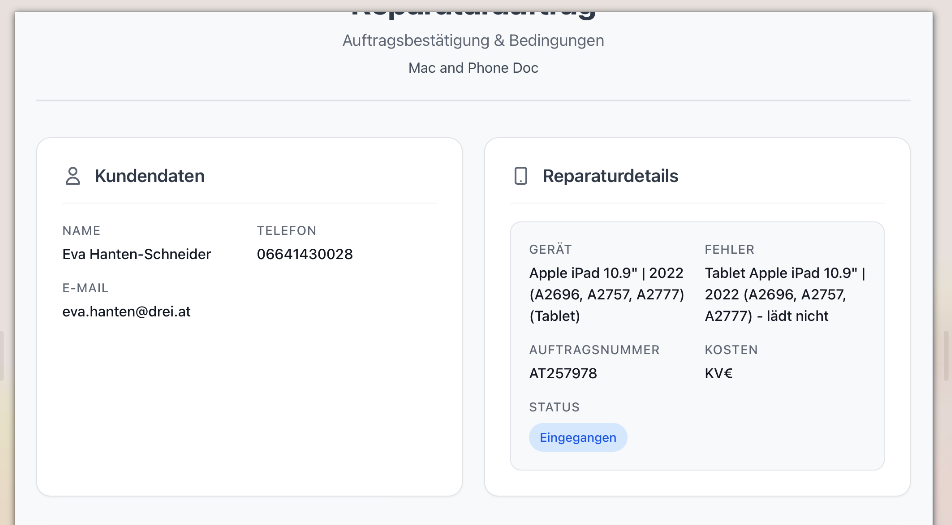 Reparaturauftrag
Auftragsbestätigung & Bedingungen
Mac and Phone Doc
Kundendaten
NAME
Eva Hanten-Schneider
TELEFON
06641430028
E-MAIL
eva.hanten@drei.at
Reparaturdetails
GERÄT
Apple iPad 10.9" | 2022
(A2696, A2757, A2777)
(Tablet)
FEHLER
Tablet Apple iPad 10.9" |
2022 (A2696, A2757,
A2777) - lädt nicht
AUFTRAGSNUMMER
AT257978
KOSTEN
KV€
STATUS
Eingegangen